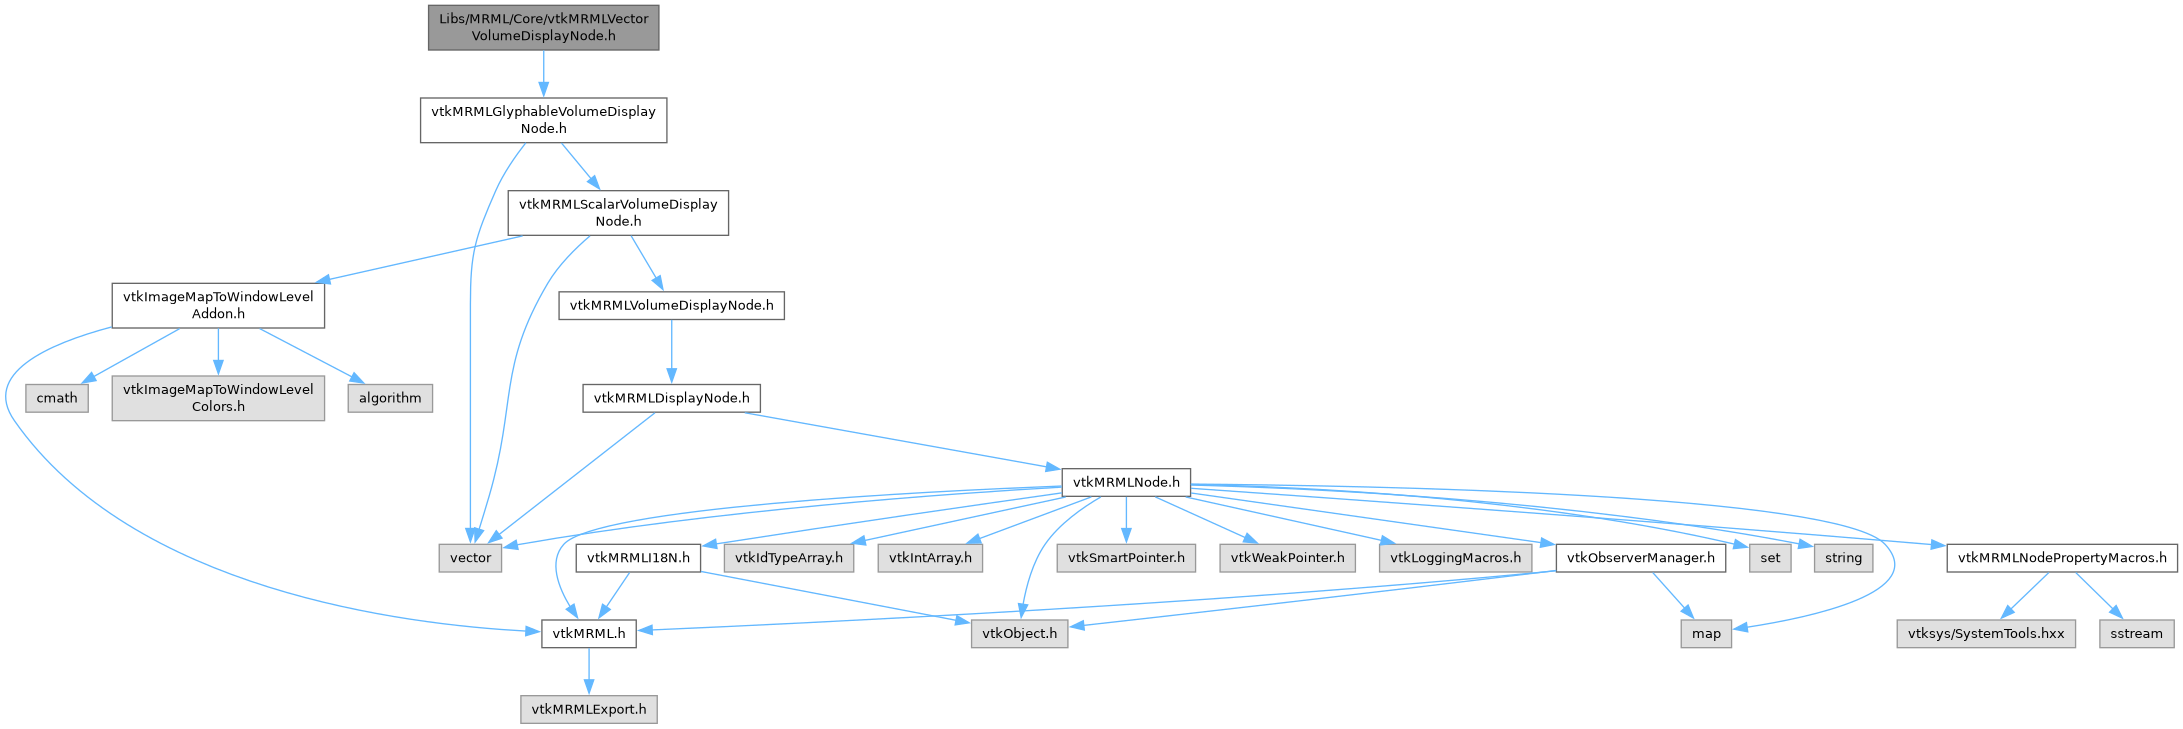 Libs/MRML/Core/vtkMRMLVector
VolumeDisplayNode.h
vtkMRMLGlyphableVolumeDisplay
Node.h
vtkMRMLScalarVolumeDisplay
Node.h
vtkImageMapToWindowLevel
Addon.h
vtkMRMLVolumeDisplayNode.h
cmath
vtkImageMapToWindowLevel
Colors.h
algorithm
vtkMRMLDisplayNode.h
vtkMRMLNode.h
vector
vtkMRMLI18N.h
vtkIdTypeArray.h
vtkIntArray.h
vtkSmartPointer.h
vtkWeakPointer.h
vtkLoggingMacros.h
vtkObserverManager.h
set
string
vtkMRMLNodePropertyMacros.h
vtkMRML.h
vtkObject.h
map
vtksys/SystemTools.hxx
sstream
vtkMRMLExport.h